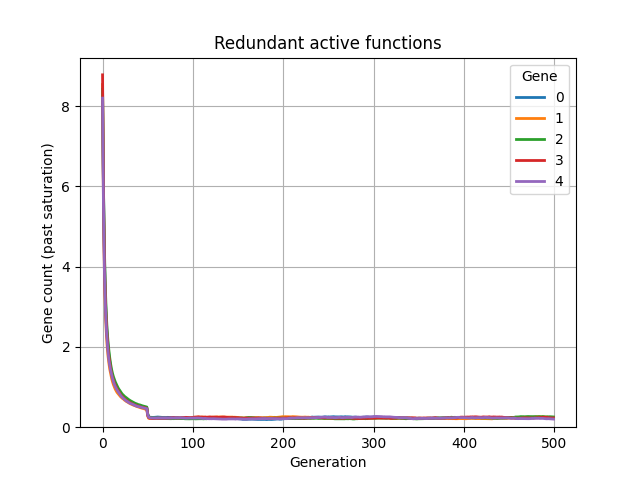 Redundant active functions
Gene count (past saturation)
8
6
4
2
0
0 100 200 300 400 500
Generation
Gene
0
1
2
3
4